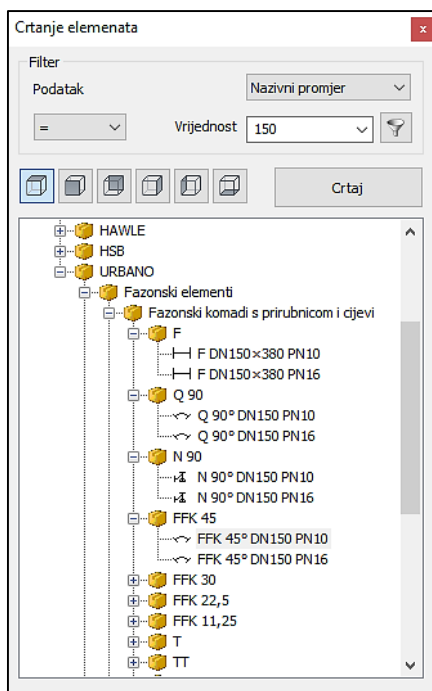 Crtanje elemenata
x
Filter
Podatak
Nazivni promjer
=
Vrijednost
150
Crtaj
HAWLE
HSB
URBANO
Fazonski elementi
Fazonski komadi s prirubnicom i cijevi
F
F DN150×380 PN10
F DN150×380 PN16
Q 90
Q 90° DN150 PN10
Q 90° DN150 PN16
N 90
N 90° DN150 PN10
N 90° DN150 PN16
FFK 45
FFK 45° DN150 PN10
FFK 45° DN150 PN16
FFK 30
FFK 22,5
FFK 11,25
T
TT